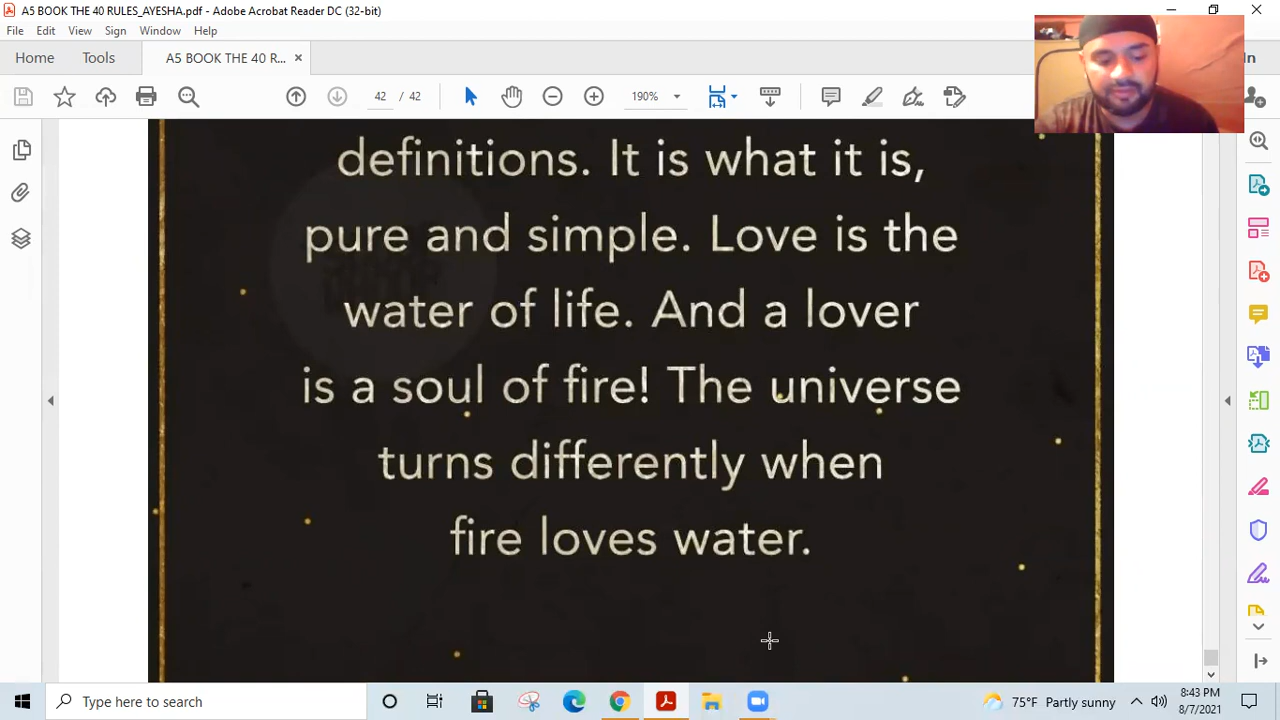 A5 BOOK THE 40 RULES_AYESHA.pdf - Adobe Acrobat Reader DC (32-bit)
File Edit View Sign Window Help
Home Tools A5 BOOK THE 40 R... ×
42 / 42 190%
definitions. It is what it is,
pure and simple. Love is the
water of life. And a lover
is a soul of fire! The universe
turns differently when
fire loves water.
Type here to search
75°F Partly sunny
8:43 PM
8/7/2021